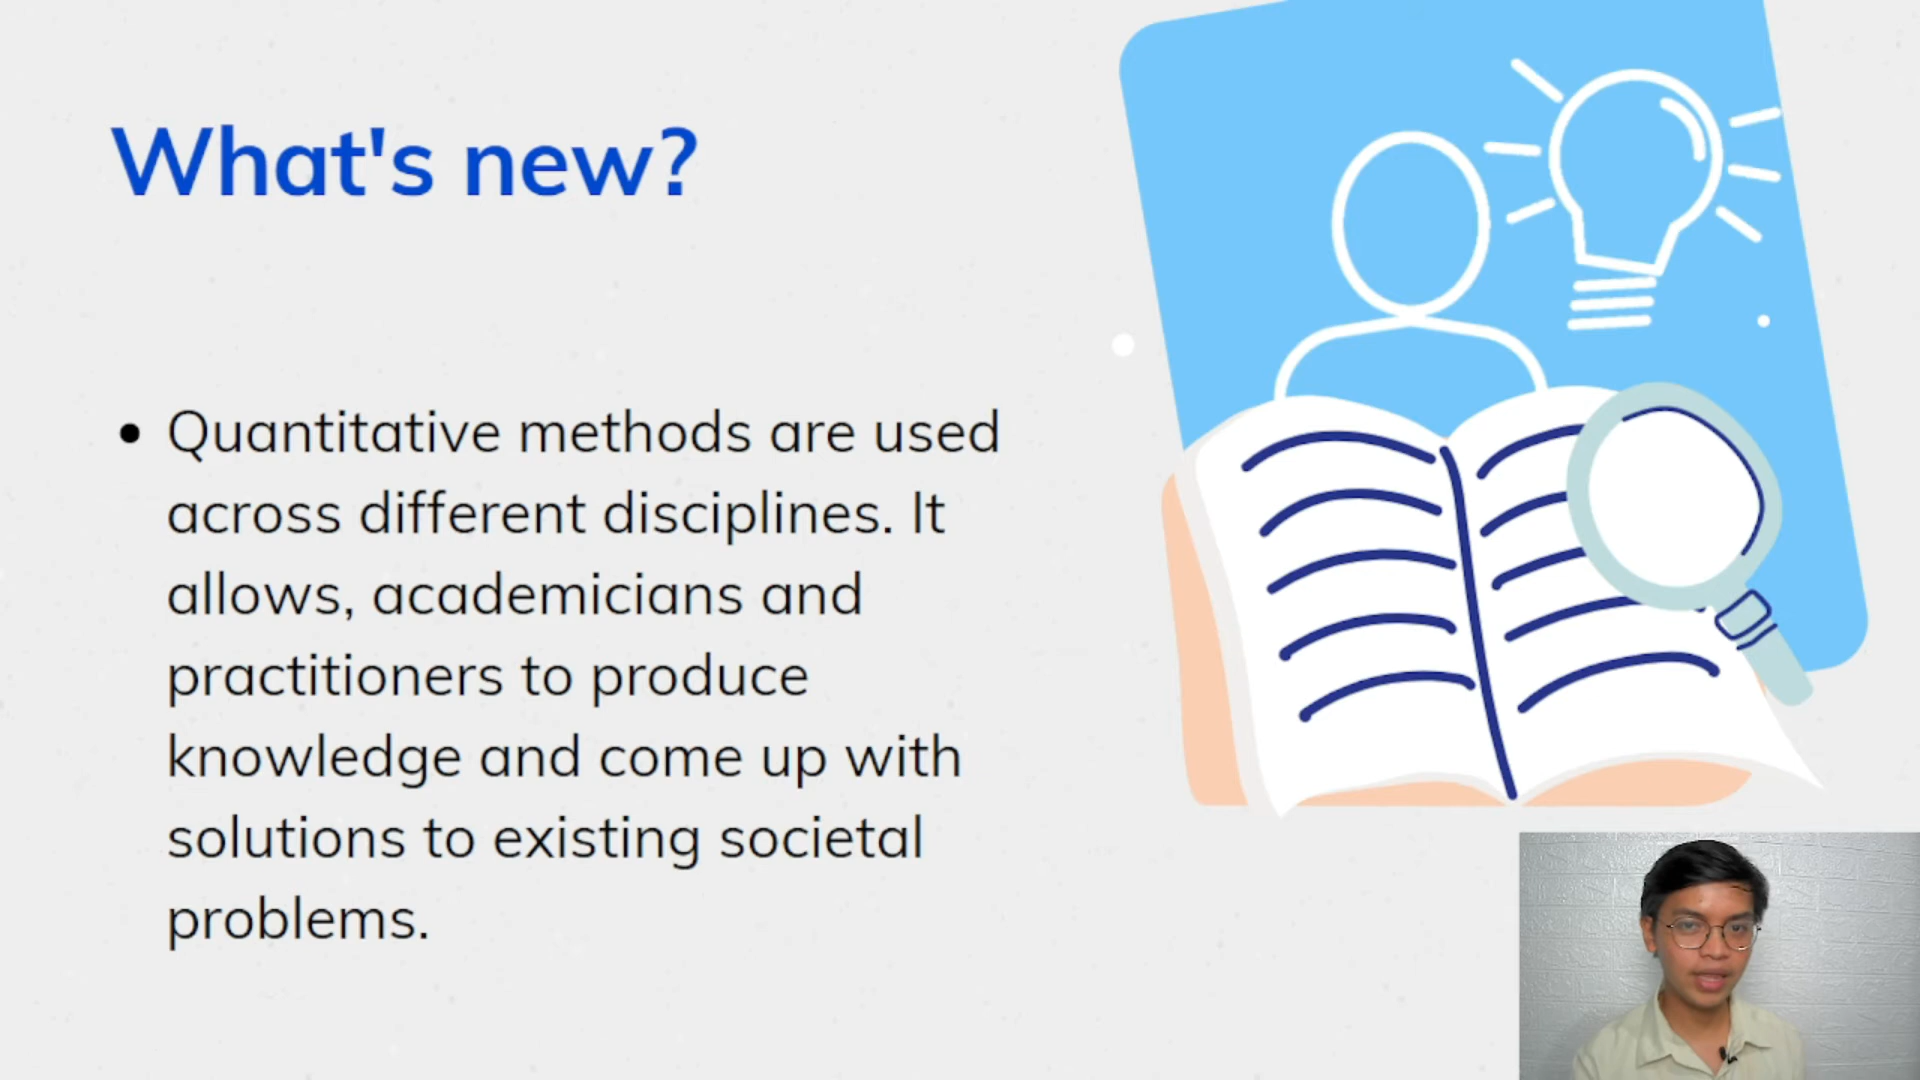 What's new?
• Quantitative methods are used
across different disciplines. It
allows, academicians and
practitioners to produce
knowledge and come up with
solutions to existing societal
problems.